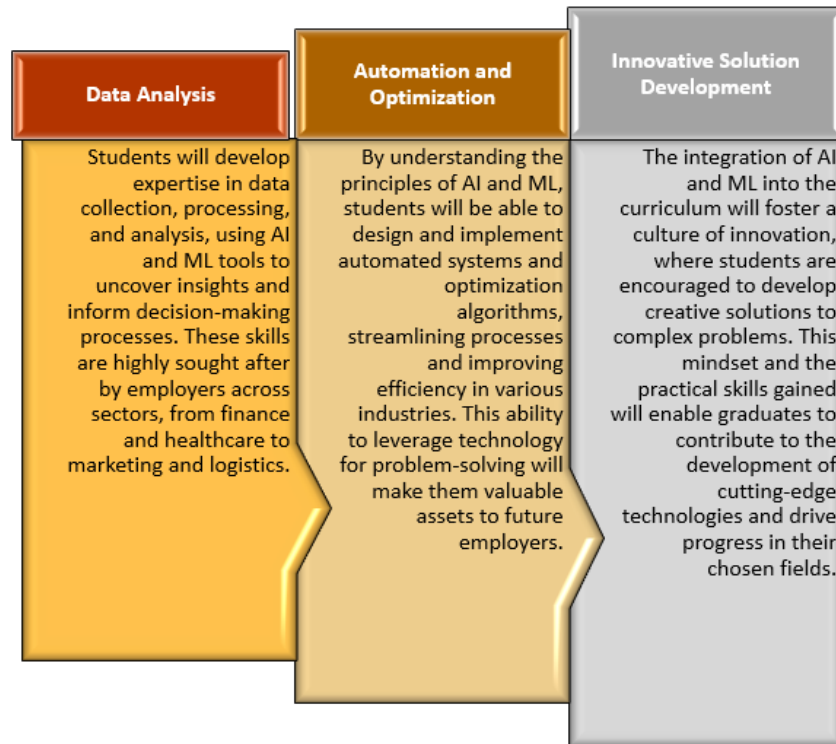 Data Analysis
Students will develop
expertise in data
collection, processing,
and analysis, using AI
and ML tools to
uncover insights and
inform decision-making
processes. These skills
are highly sought after
by employers across
sectors, from finance
and healthcare to
marketing and logistics.
Automation and
Optimization
By understanding the
principles of AI and ML,
students will be able to
design and implement
automated systems and
optimization
algorithms,
streamlining processes
and improving
efficiency in various
industries. This ability
to leverage technology
for problem-solving will
make them valuable
assets to future
employers.
Innovative Solution
Development
The integration of AI
and ML into the
curriculum will foster a
culture of innovation,
where students are
encouraged to develop
creative solutions to
complex problems. This
mindset and the
practical skills gained
will enable graduates to
contribute to the
development of
cutting-edge
technologies and drive
progress in their
chosen fields.